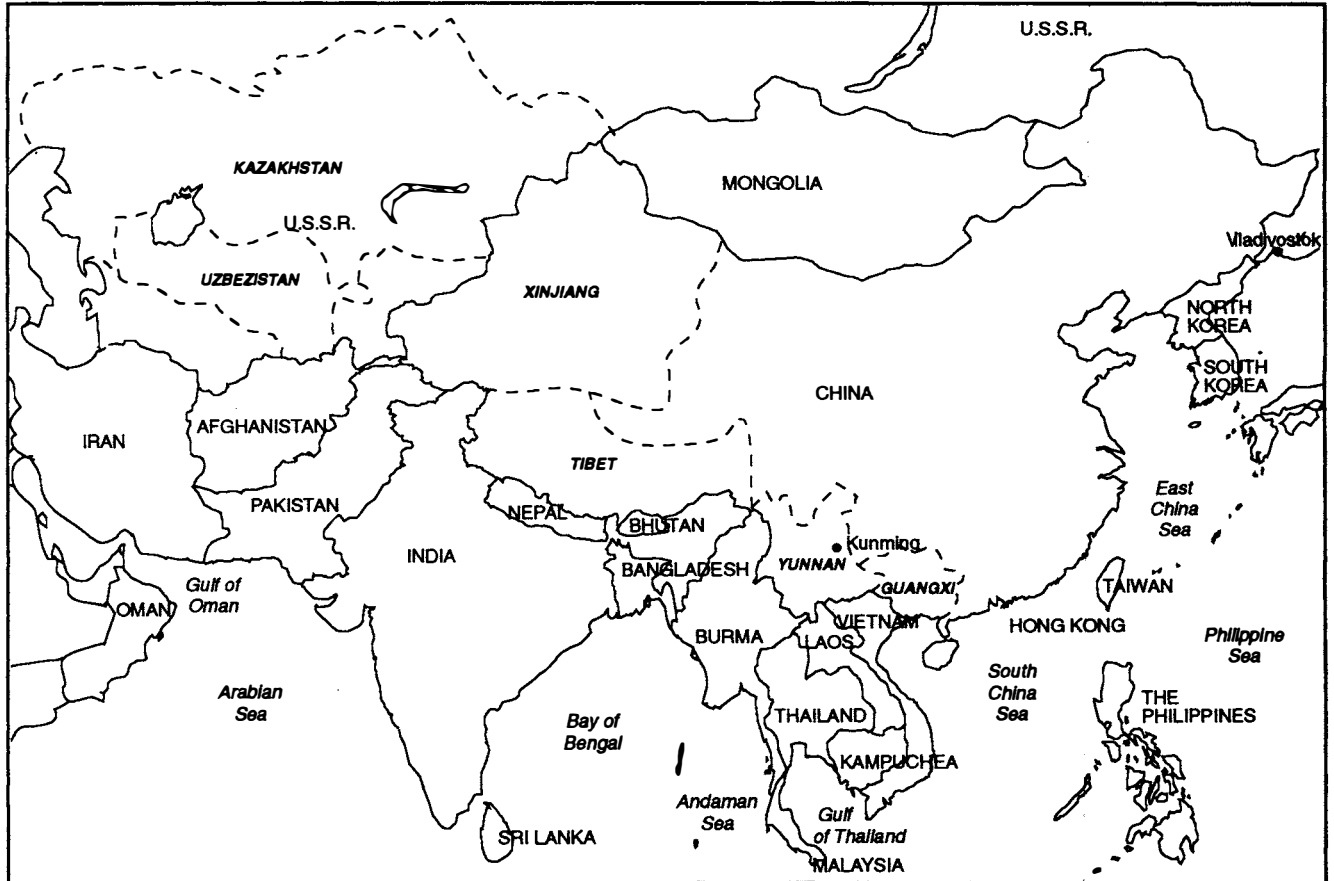 U.S.S.R.
KAZAKHSTAN
MONGOLIA
U.S.S.R.
Vladivostok
UZBEZISTAN
XINJIANG
NORTH
KOREA
SOUTH
KOREA
CHINA
AFGHANISTAN
IRAN
TIBET
PAKISTAN
NEPAL
BHUTAN
East
China
Sea
Kunming
INDIA
BANGLADESH
YUNNAN
GUANGXI
TAIWAN
Gulf of
Oman
OMAN
BURMA
VIETNAM
LAOS
HONG KONG
Philippine
Sea
Arabian
Sea
South
China
Sea
Bay of
Bengal
THAILAND
THE
PHILIPPINES
KAMPUCHEA
Andaman
Sea
Gulf
of Thailand
SRI LANKA
MALAYSIA